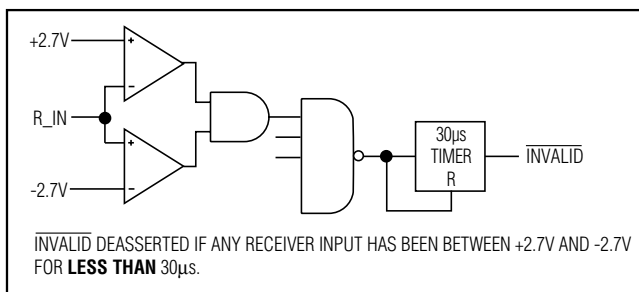 +2.7V
+
-
R_IN
+
-2.7V
-
30µs
TIMER
R
INVALID
INVALID DEASSERTED IF ANY RECEIVER INPUT HAS BEEN BETWEEN +2.7V AND -2.7V
FOR LESS THAN 30µs.